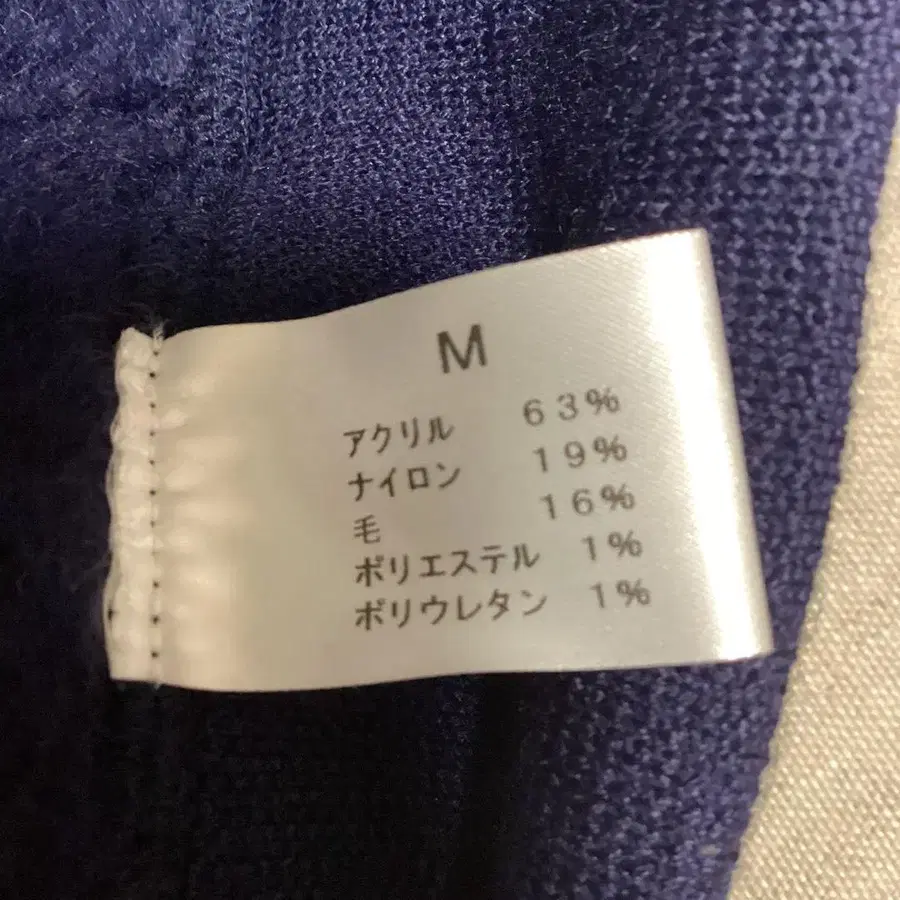 M
アクリル 63%
ナイロン 19%
毛 16%
ポリエステル 1%
ポリウレタン 1%